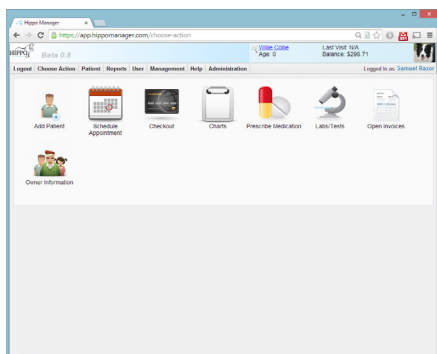 Hippo Manager
https://app.hippomanager.com/choose-action
HIPPO Beta 0.8
Willie Collie
Age: 0
Last Visit: N/A
Balance: $296.71
Logout Choose Action Patient Reports User Management Help Administration Logged In as Samuel Razor
Add Patient
Schedule Appointment
Checkout
Charts
Prescribe Medication
Labs/Tests
Open Invoices
Owner Information